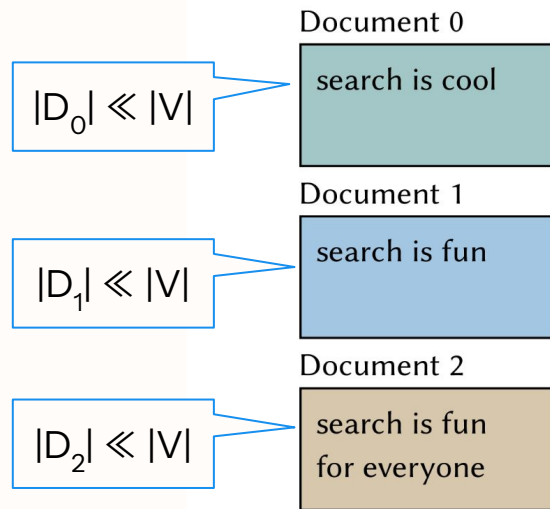 Document 0
|D₀| ≪ |V|
search is cool
Document 1
|D₁| ≪ |V|
search is fun
Document 2
|D₂| ≪ |V|
search is fun
for everyone